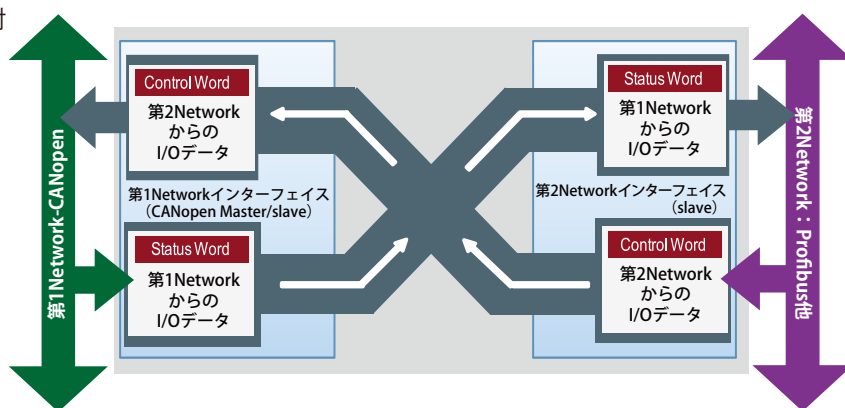 討
第1Network-CANopen
Control Word
第2Network
からの
I/Oデータ
第1Networkインターフェイス
（CANopen Master/slave）
Status Word
第1Network
からの
I/Oデータ
Status Word
第1Network
からの
I/Oデータ
第2Networkインターフェイス
（slave）
Control Word
第2Network
からの
I/Oデータ
第2Network：Profibus他